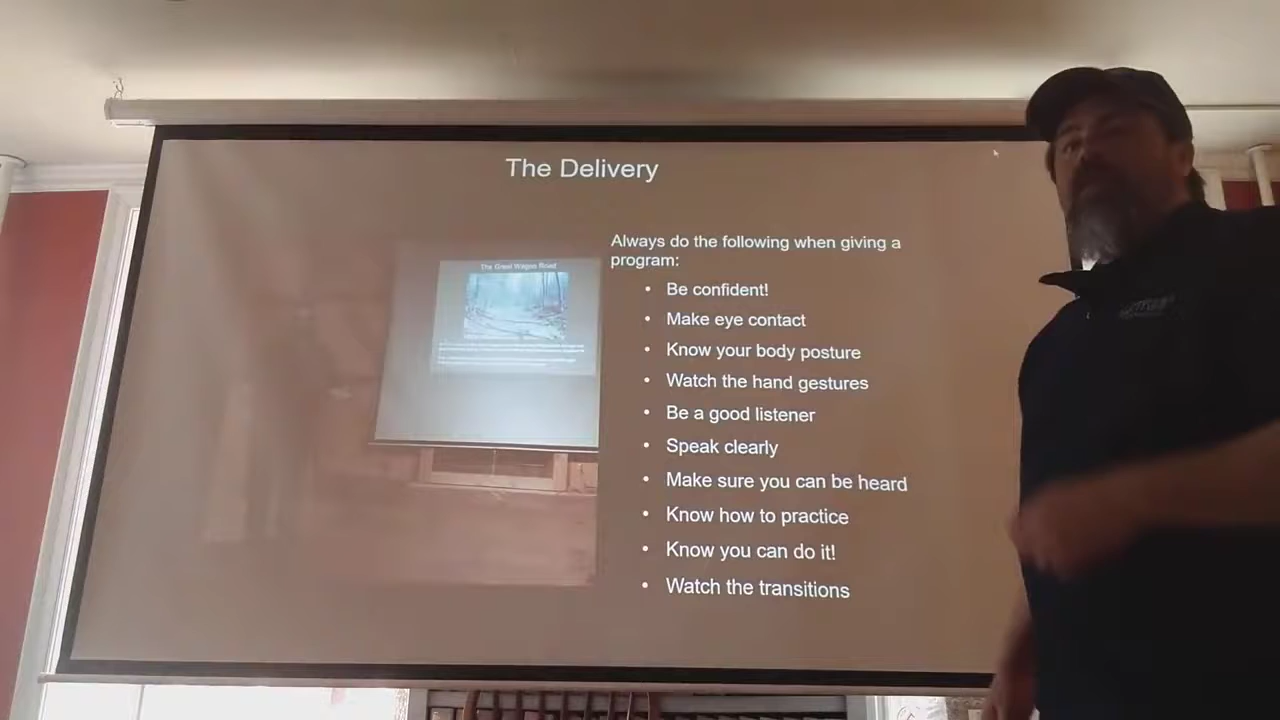 The Delivery
The Great Wagon Road
Always do the following when giving a
program:
• Be confident!
• Make eye contact
• Know your body posture
• Watch the hand gestures
• Be a good listener
• Speak clearly
• Make sure you can be heard
• Know how to practice
• Know you can do it!
• Watch the transitions